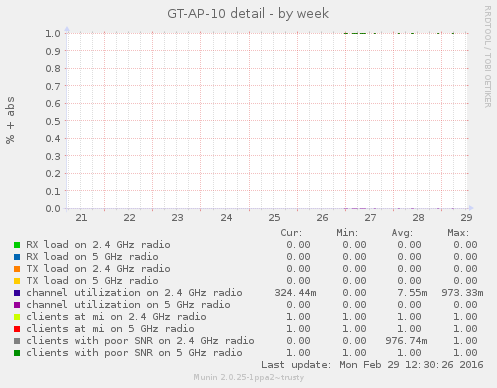 GT-AP-10 detail - by week
RRDTOOL / TOBI OETIKER
% + abs
1.0
0.9
0.8
0.7
0.6
0.5
0.4
0.3
0.2
0.1
0.0
21 22 23 24 25 26 27 28 29
Cur: Min: Avg: Max:
RX load on 2.4 GHz radio 0.00 0.00 0.00 0.00
RX load on 5 GHz radio 0.00 0.00 0.00 0.00
TX load on 2.4 GHz radio 0.00 0.00 0.00 0.00
TX load on 5 GHz radio 0.00 0.00 0.00 0.00
channel utilization on 2.4 GHz radio 324.44m 0.00 7.55m 973.33m
channel utilization on 5 GHz radio 0.00 0.00 0.00 0.00
clients at mi on 2.4 GHz radio 1.00 1.00 1.00 1.00
clients at mi on 5 GHz radio 1.00 1.00 1.00 1.00
clients with poor SNR on 2.4 GHz radio 0.00 0.00 976.74m 1.00
clients with poor SNR on 5 GHz radio 1.00 1.00 1.00 1.00
Last update: Mon Feb 29 12:30:26 2016
Munin 2.0.25-1ppa2~trusty